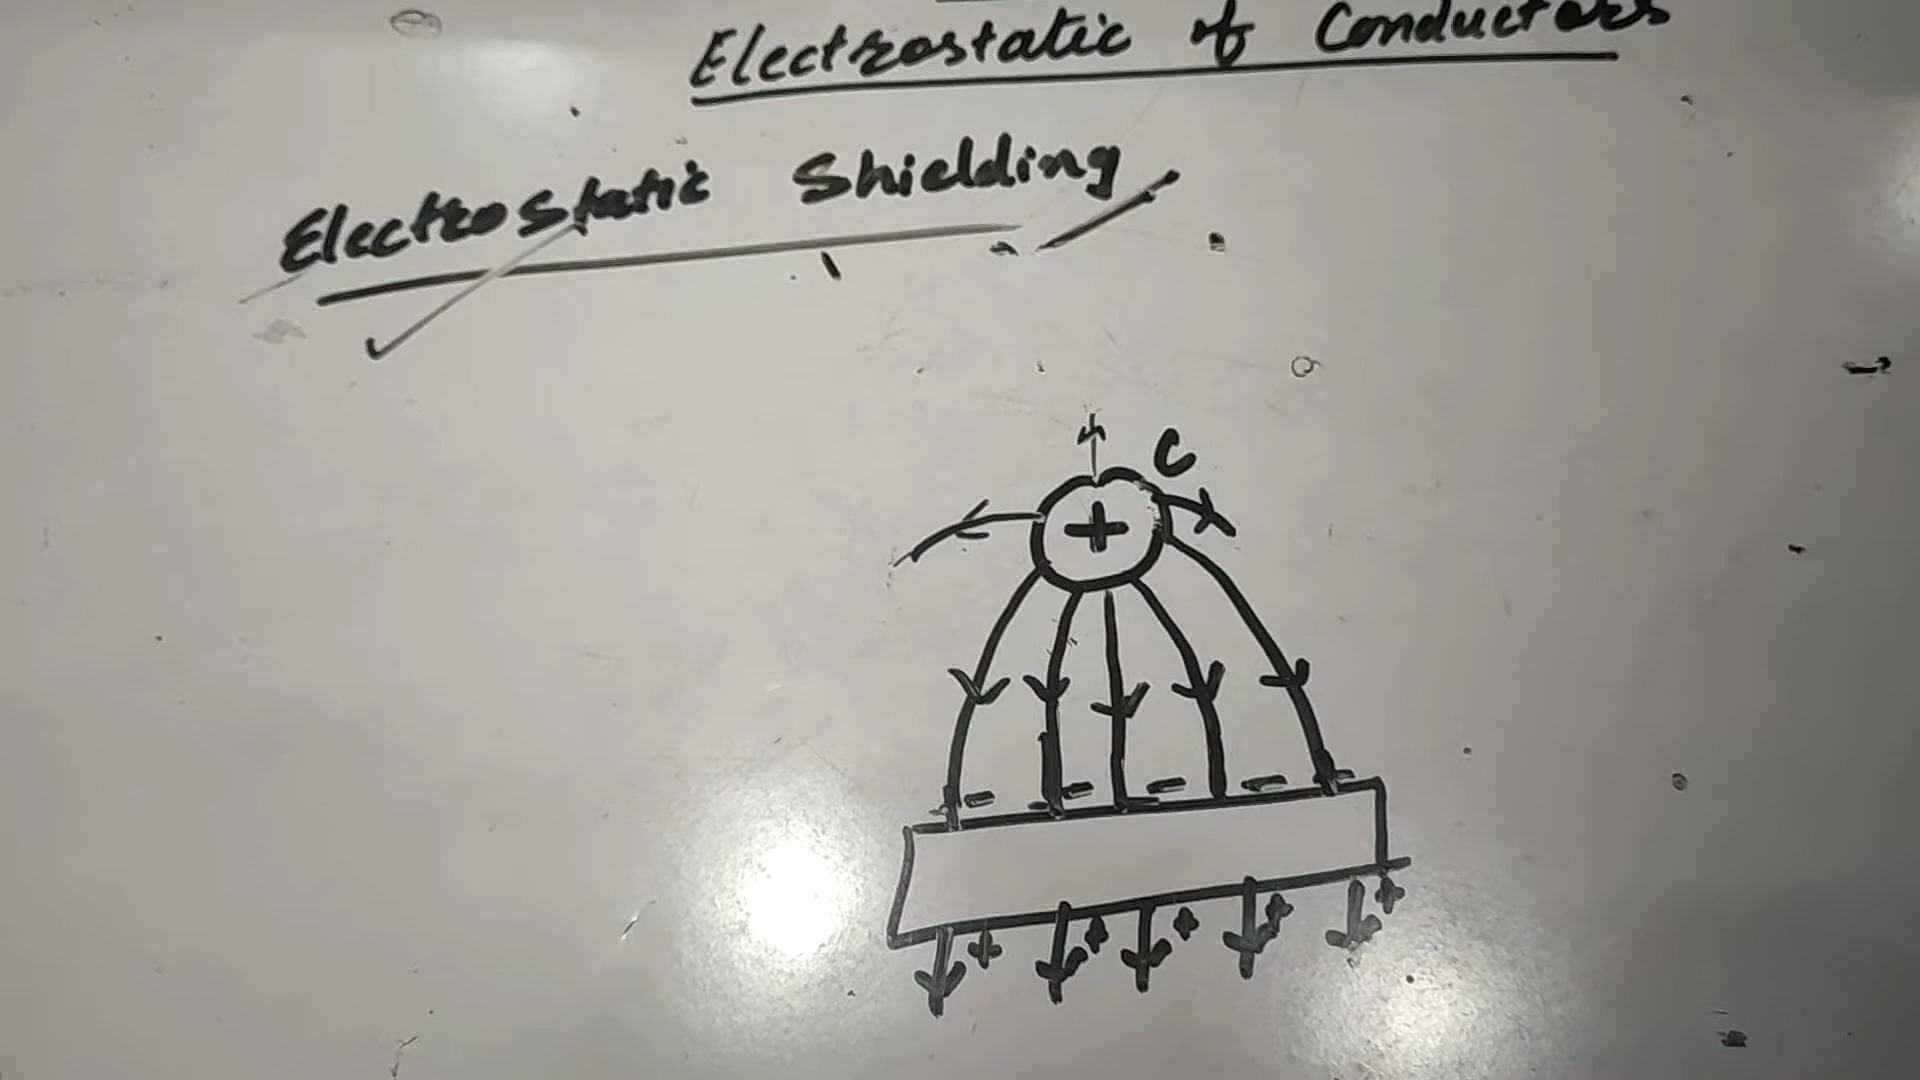 Electrostatic of Conductors
Electrostatic Shielding
C
+
- - - -
+ + + + +